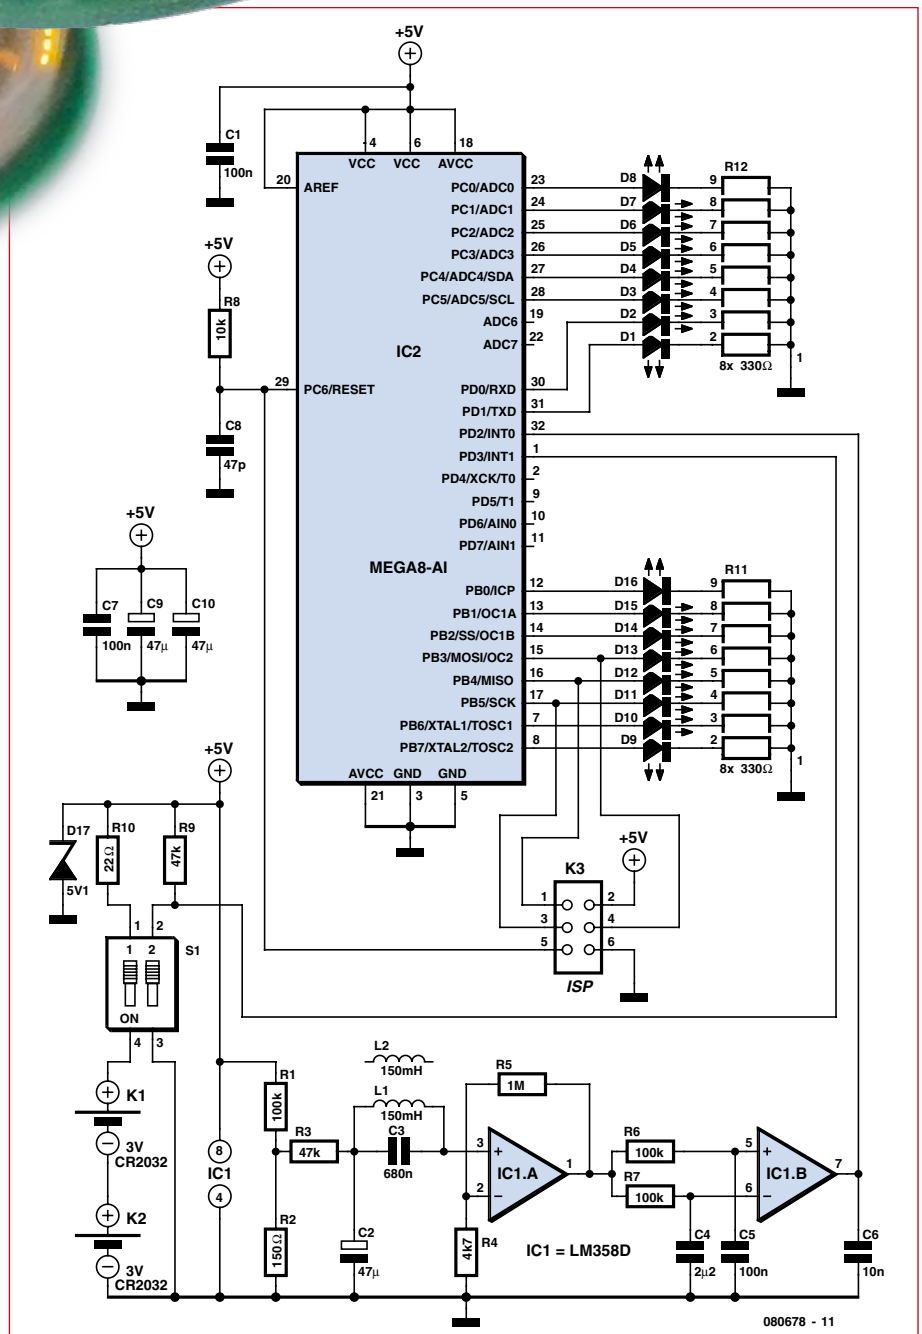 +5V
C1
100n
4
6
18
VCC
VCC
AVCC
20
AREF
PC0/ADC0
23
D8
9
R12
PC1/ADC1
24
D7
8
PC2/ADC2
25
D6
7
PC3/ADC3
26
D5
6
PC4/ADC4/SDA
27
D4
5
PC5/ADC5/SCL
28
D3
4
ADC6
19
D2
3
ADC7
22
D1
2
8x 330Ω
1
IC2
+5V
R8
10k
29
PC6/RESET
C8
47p
PD0/RXD
30
PD1/TXD
31
PD2/INT0
32
PD3/INT1
1
PD4/XCK/T0
2
PD5/T1
9
PD6/AIN0
10
PD7/AIN1
11
MEGA8-AI
+5V
C7
100n
C9
47µ
C10
47µ
PB0/ICP
12
D16
9
R11
PB1/OC1A
13
D15
8
PB2/SS/OC1B
14
D14
7
PB3/MOSI/OC2
15
D13
6
PB4/MISO
16
D12
5
PB5/SCK
17
D11
4
PB6/XTAL1/TOSC1
7
D10
3
PB7/XTAL2/TOSC2
8
D9
2
8x 330Ω
1
AVCC
GND
GND
21
3
5
+5V
D17
5V1
R10
22Ω
R9
47k
1
2
1
2
S1
ON
4
3
K3
+5V
1
2
3
4
5
6
ISP
K1
3V
CR2032
K2
3V
CR2032
8
IC1
4
R1
100k
R2
150Ω
R3
47k
L2
150mH
L1
150mH
C3
680n
C2
47µ
R5
1M
3
+
2
−
IC1.A
1
R4
4k7
IC1 = LM358D
R6
100k
R7
100k
5
+
6
−
IC1.B
7
C4
2µ2
C5
100n
C6
10n
080678 - 11